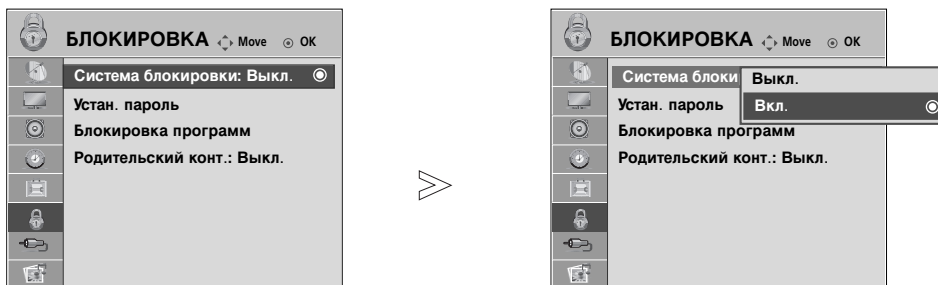 БЛОКИРОВКА Move OK
Система блокировки: Выкл.
Устан. пароль
Блокировка программ
Родительский конт.: Выкл.
БЛОКИРОВКА Move OK
Система блоки
Выкл.
Устан. пароль
Вкл.
Блокировка программ
Родительский конт.: Выкл.